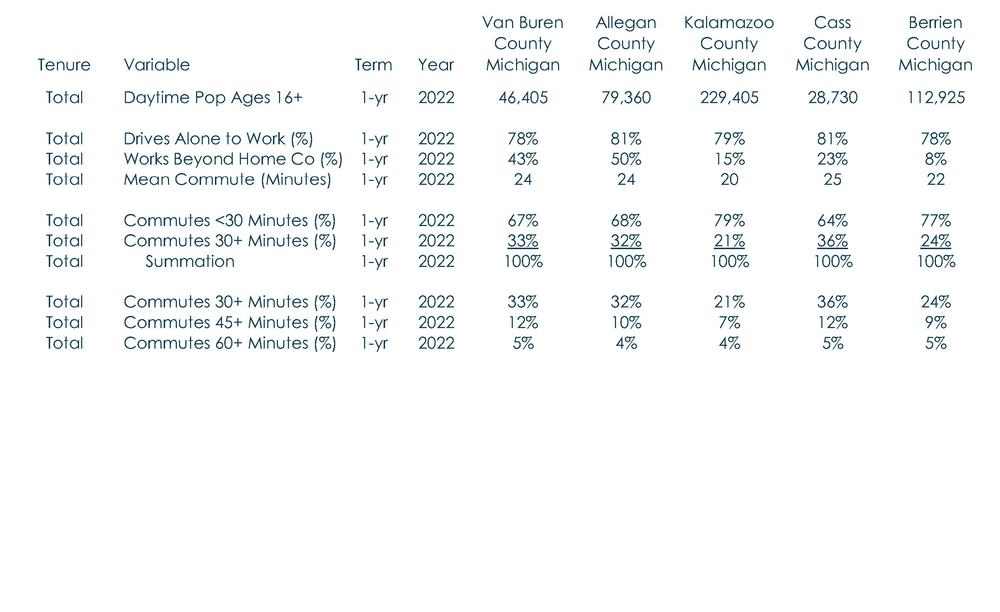 Van Buren Allegan Kalamazoo Cass Berrien
County County County County County
Tenure Variable Term Year Michigan Michigan Michigan Michigan Michigan
Total Daytime Pop Ages 16+ 1-yr 2022 46,405 79,360 229,405 28,730 112,925
Total Drives Alone to Work (%) 1-yr 2022 78% 81% 79% 81% 78%
Total Works Beyond Home Co (%) 1-yr 2022 43% 50% 15% 23% 8%
Total Mean Commute (Minutes) 1-yr 2022 24 24 20 25 22
Total Commutes <30 Minutes (%) 1-yr 2022 67% 68% 79% 64% 77%
Total Commutes 30+ Minutes (%) 1-yr 2022 33% 32% 21% 36% 24%
Total Summation 1-yr 2022 100% 100% 100% 100% 100%
Total Commutes 30+ Minutes (%) 1-yr 2022 33% 32% 21% 36% 24%
Total Commutes 45+ Minutes (%) 1-yr 2022 12% 10% 7% 12% 9%
Total Commutes 60+ Minutes (%) 1-yr 2022 5% 4% 4% 5% 5%